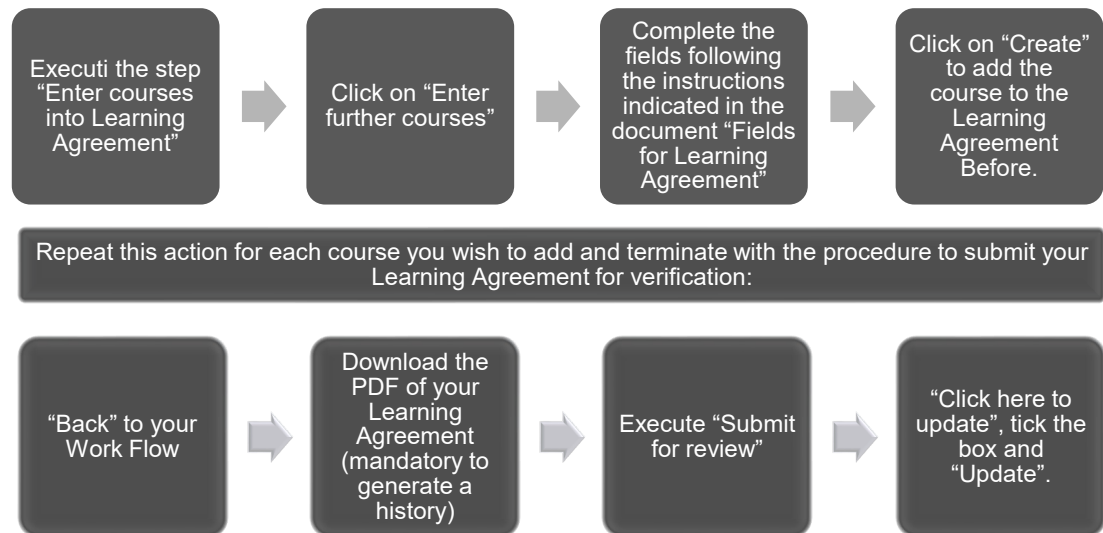 Executi the step
“Enter courses
into Learning
Agreement”
Click on “Enter
further courses”
Complete the
fields following
the instructions
indicated in the
document “Fields
for Learning
Agreement”
Click on “Create”
to add the
course to the
Learning
Agreement
Before.
Repeat this action for each course you wish to add and terminate with the procedure to submit your
Learning Agreement for verification:
“Back” to your
Work Flow
Download the
PDF of your
Learning
Agreement
(mandatory to
generate a
history)
Execute “Submit
for review”
“Click here to
update”, tick the
box and
“Update”.